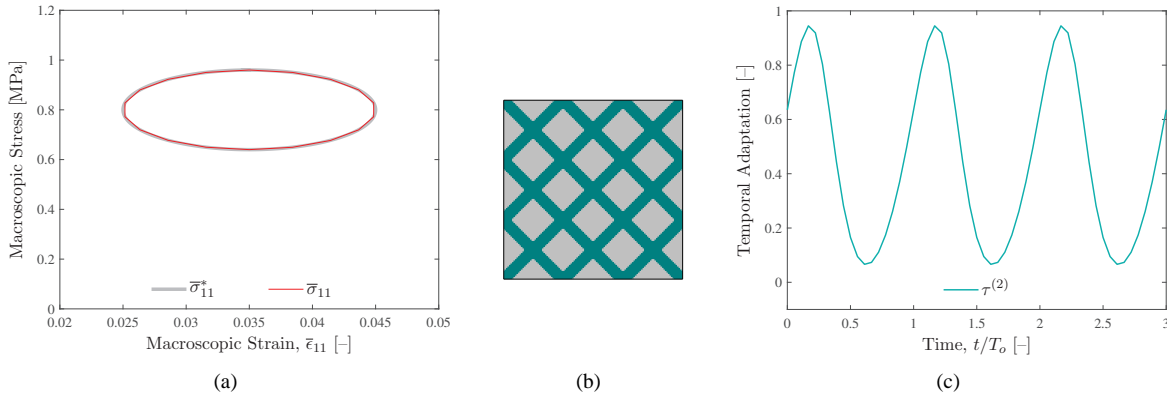 Macroscopic Stress [MPa]
1.2
1
0.8
0.6
0.4
0.2
0
0.02
0.025
0.03
0.035
0.04
0.045
0.05
σ̅*₁₁
σ̅₁₁
Macroscopic Strain, ε̅₁₁ [–]
(a)
(b)
Temporal Adaptation [–]
1
0.8
0.6
0.4
0.2
0
0
0.5
1
1.5
2
2.5
3
τ⁽²⁾
Time, t/Tₒ [–]
(c)